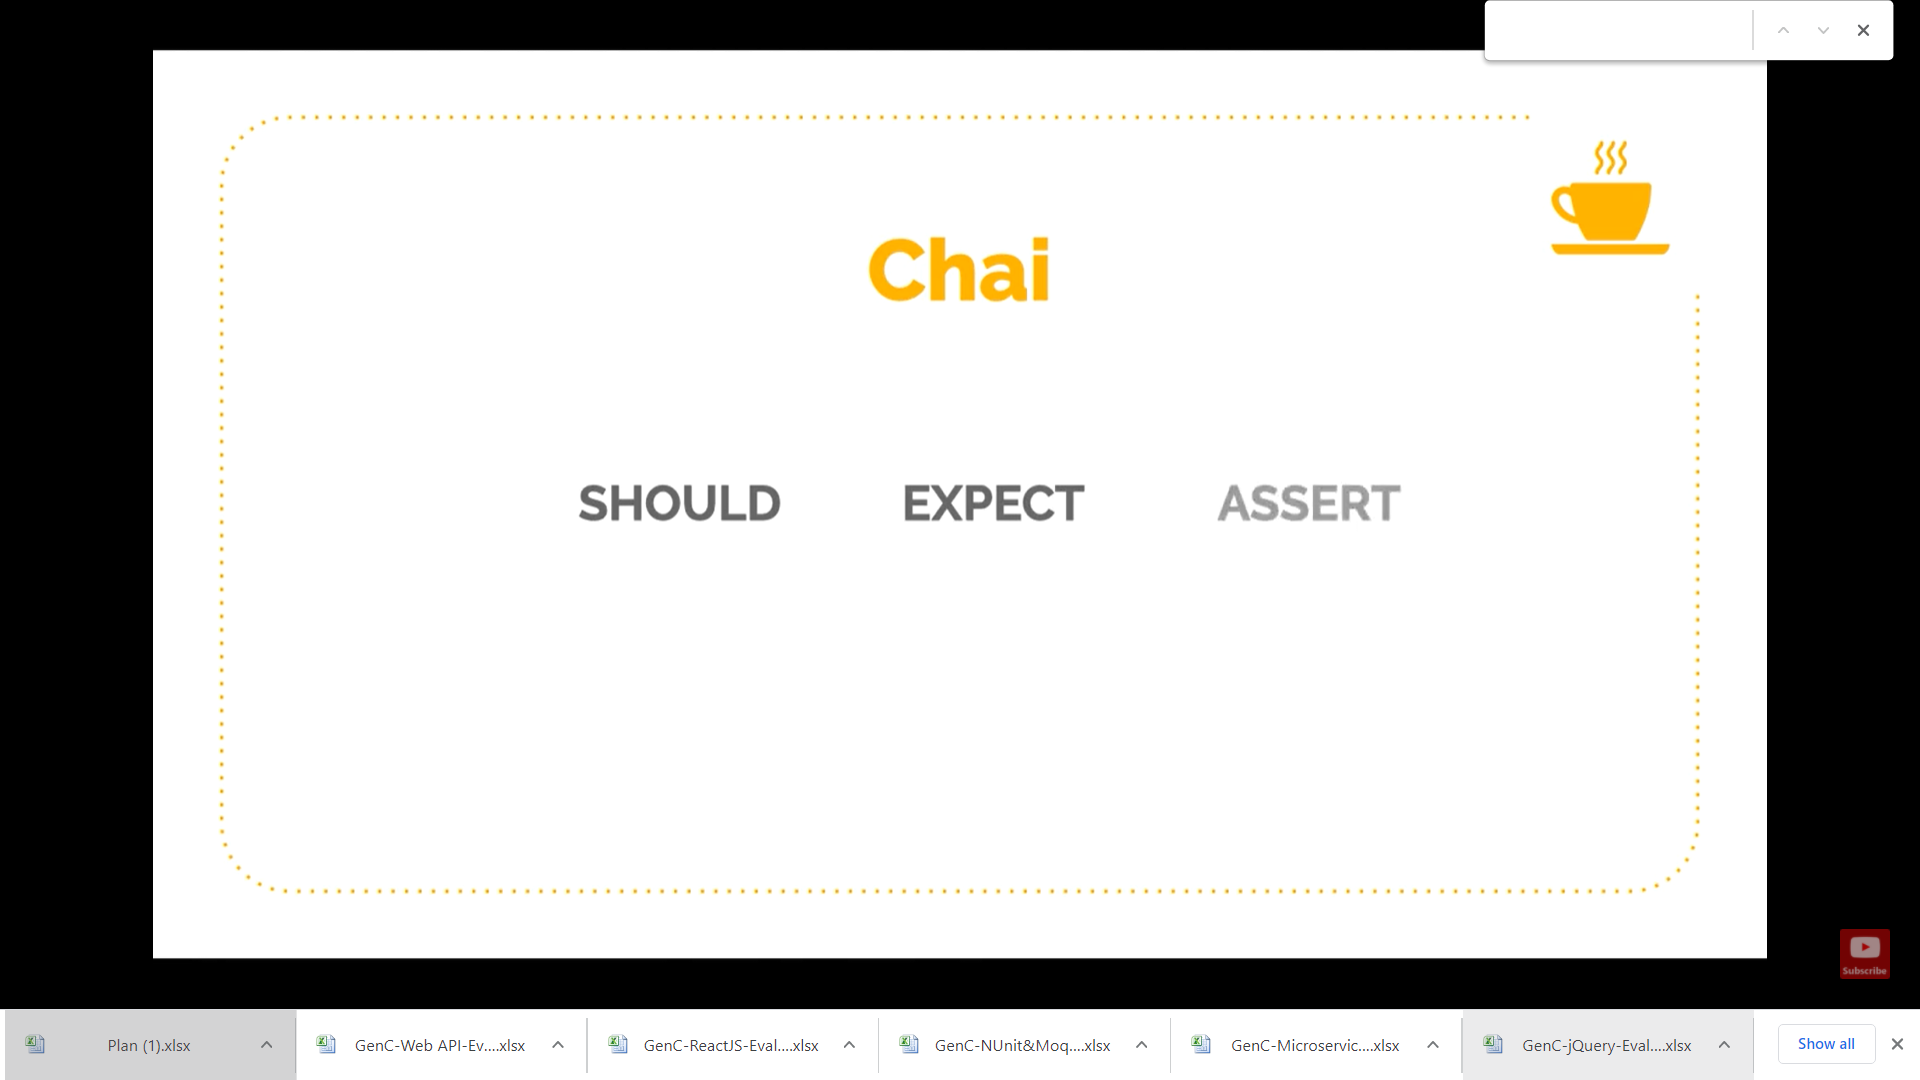 Chai
SHOULD EXPECT ASSERT
Subscribe
Plan (1).xlsx
GenC-Web API-Ev....xlsx
GenC-ReactJS-Eval....xlsx
GenC-NUnit&Moq....xlsx
GenC-Microservic....xlsx
GenC-jQuery-Eval....xlsx
Show all